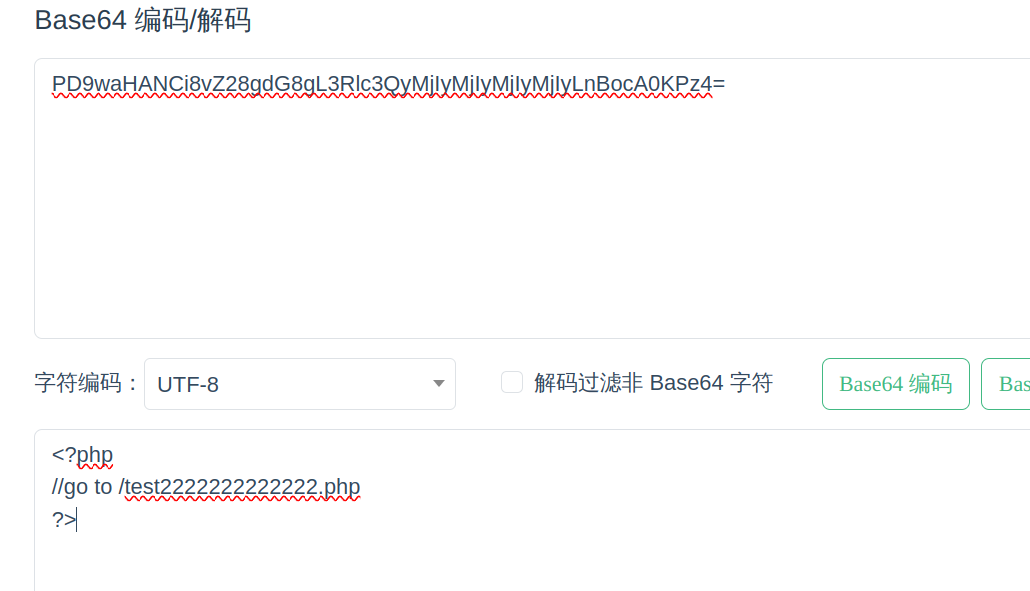 Base64 编码/解码
PD9waHANCi8vZ28gdG8gL3Rlc3QyMjIyMjIyMjIyMjIyLnBocA0KPz4=
字符编码： UTF-8 解码过滤非 Base64 字符 Base64 编码 Bas
<?php
//go to /test2222222222222.php
?>